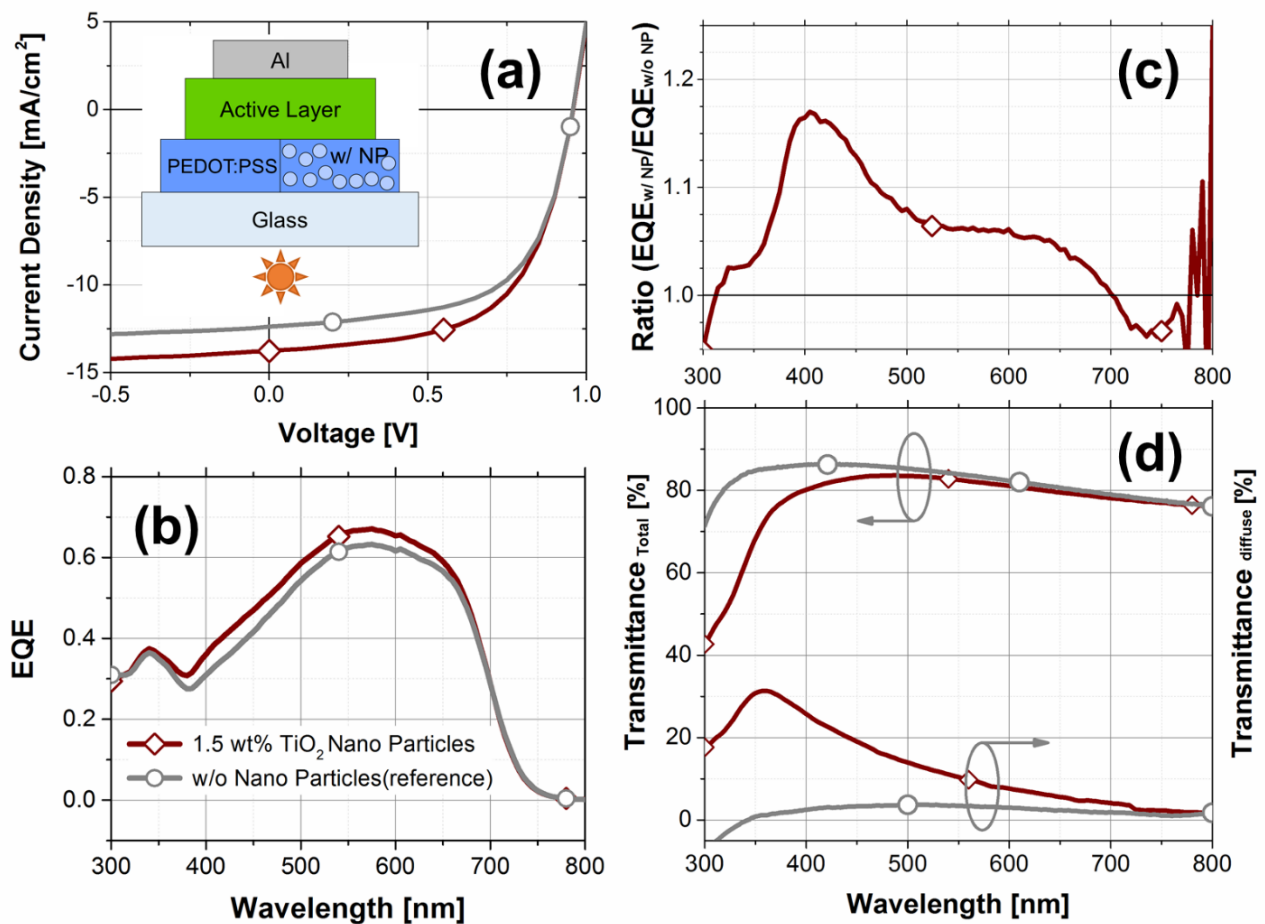 5
0
-5
-10
-15
-0.5
0.0
0.5
1.0
Current Density [mA/cm²]
Voltage [V]
(a)
Al
Active Layer
PEDOT:PSS
w/ NP
Glass
1.2
1.1
1.0
300
400
500
600
700
800
Ratio (EQE w/ NP/EQE w/o NP)
(c)
0.8
0.6
0.4
0.2
0.0
300
400
500
600
700
800
EQE
Wavelength [nm]
(b)
1.5 wt% TiO₂ Nano Particles
w/o Nano Particles(reference)
100
80
60
40
20
0
300
400
500
600
700
800
Transmittance Total [%]
Transmittance diffuse [%]
Wavelength [nm]
(d)